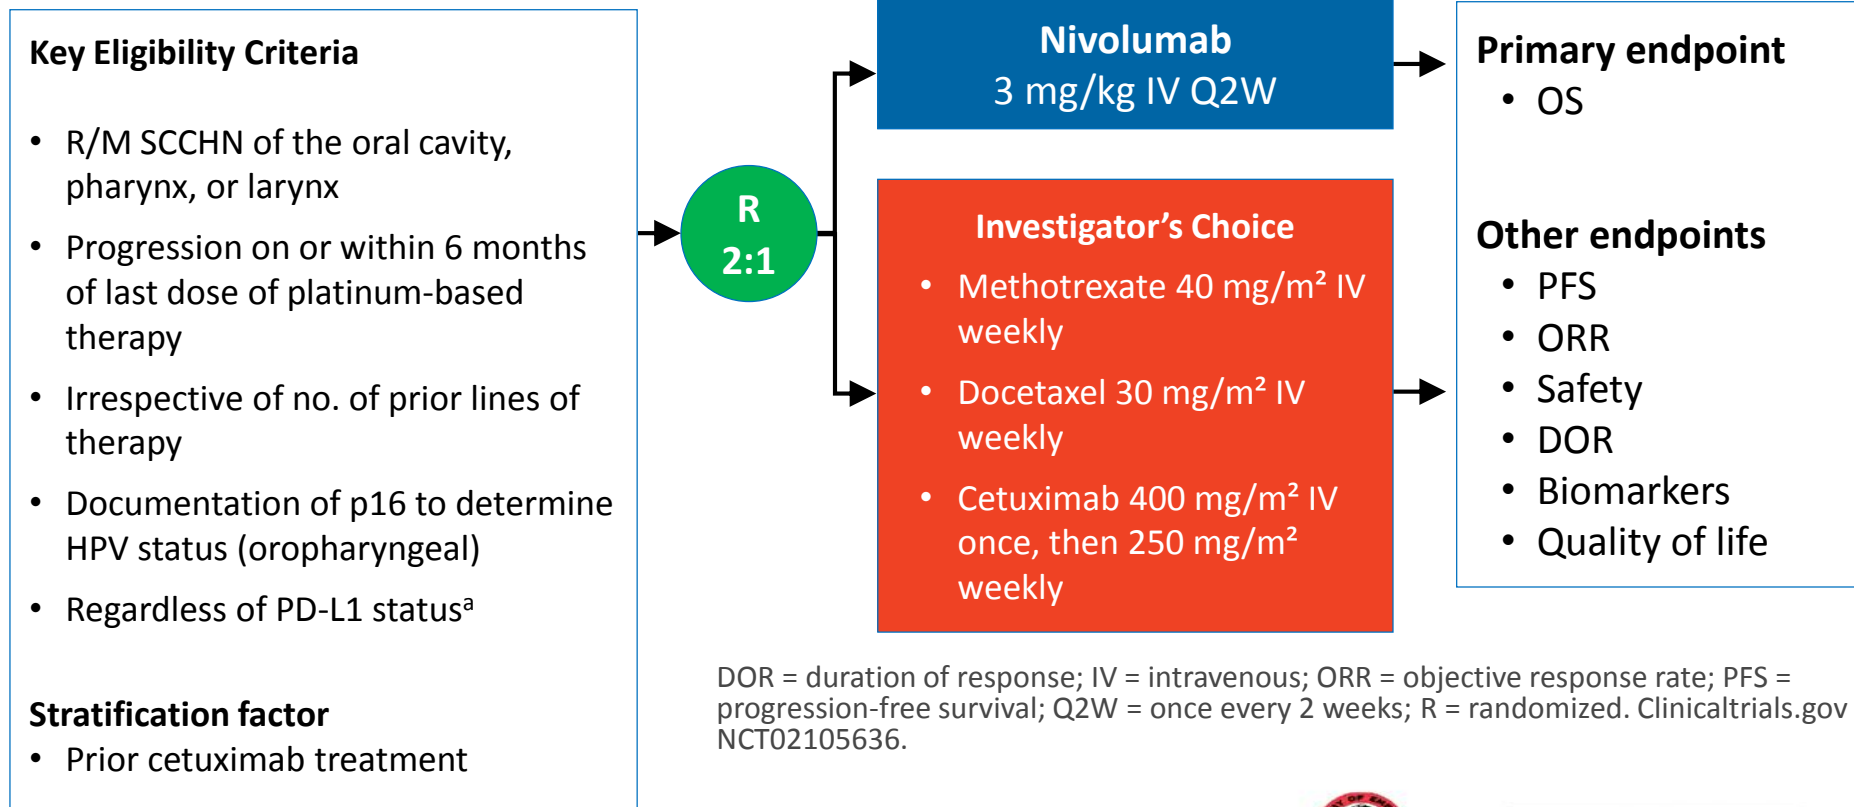 Key Eligibility Criteria
• R/M SCCHN of the oral cavity,
pharynx, or larynx
• Progression on or within 6 months
of last dose of platinum-based
therapy
• Irrespective of no. of prior lines of
therapy
• Documentation of p16 to determine
HPV status (oropharyngeal)
• Regardless of PD-L1 statusᵃ
Stratification factor
• Prior cetuximab treatment
R
2:1
Nivolumab
3 mg/kg IV Q2W
Investigator’s Choice
• Methotrexate 40 mg/m² IV
weekly
• Docetaxel 30 mg/m² IV
weekly
• Cetuximab 400 mg/m² IV
once, then 250 mg/m²
weekly
Primary endpoint
• OS
Other endpoints
• PFS
• ORR
• Safety
• DOR
• Biomarkers
• Quality of life
DOR = duration of response; IV = intravenous; ORR = objective response rate; PFS =
progression-free survival; Q2W = once every 2 weeks; R = randomized. Clinicaltrials.gov
NCT02105636.